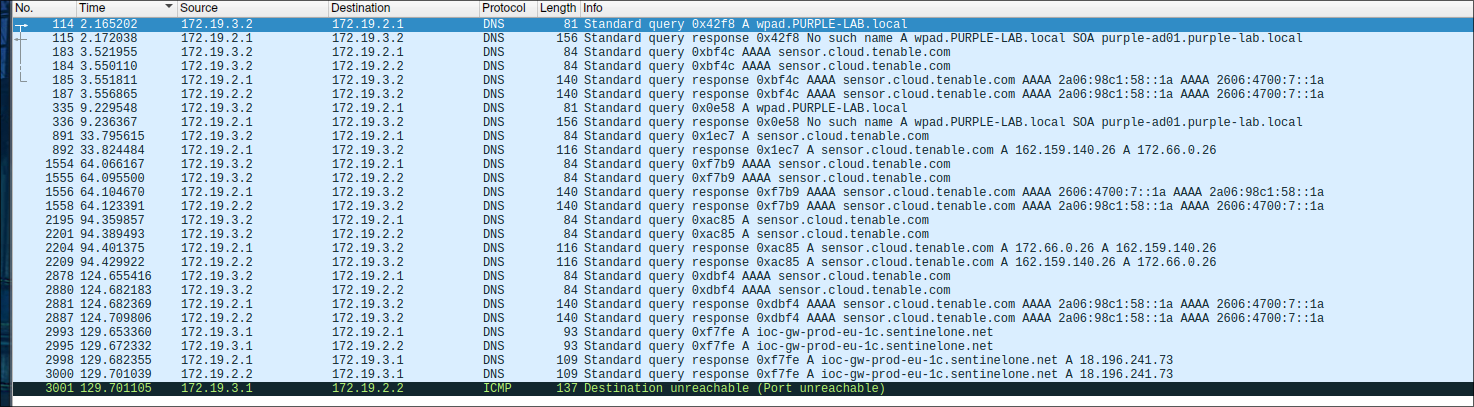 No. Time Source Destination Protocol Length Info
114 2.165202 172.19.3.2 172.19.2.1 DNS 81 Standard query 0x42f8 A wpad.PURPLE-LAB.local
115 2.172038 172.19.2.1 172.19.3.2 DNS 156 Standard query response 0x42f8 No such name A wpad.PURPLE-LAB.local SOA purple-ad01.purple-lab.local
183 3.521955 172.19.3.2 172.19.2.1 DNS 84 Standard query 0xbf4c AAAA sensor.cloud.tenable.com
184 3.550110 172.19.3.2 172.19.2.2 DNS 84 Standard query 0xbf4c AAAA sensor.cloud.tenable.com
185 3.551811 172.19.2.1 172.19.3.2 DNS 140 Standard query response 0xbf4c AAAA sensor.cloud.tenable.com AAAA 2a06:98c1:58::1a AAAA 2606:4700:7::1a
187 3.556865 172.19.2.2 172.19.3.2 DNS 140 Standard query response 0xbf4c AAAA sensor.cloud.tenable.com AAAA 2a06:98c1:58::1a AAAA 2606:4700:7::1a
335 9.229548 172.19.3.2 172.19.2.1 DNS 81 Standard query 0x0e58 A wpad.PURPLE-LAB.local
336 9.236367 172.19.2.1 172.19.3.2 DNS 156 Standard query response 0x0e58 No such name A wpad.PURPLE-LAB.local SOA purple-ad01.purple-lab.local
891 33.795615 172.19.3.2 172.19.2.1 DNS 84 Standard query 0x1ec7 A sensor.cloud.tenable.com
892 33.824484 172.19.2.1 172.19.3.2 DNS 116 Standard query response 0x1ec7 A sensor.cloud.tenable.com A 162.159.140.26 A 172.66.0.26
1554 64.066167 172.19.3.2 172.19.2.1 DNS 84 Standard query 0xf7b9 AAAA sensor.cloud.tenable.com
1555 64.095500 172.19.3.2 172.19.2.2 DNS 84 Standard query 0xf7b9 AAAA sensor.cloud.tenable.com
1556 64.104670 172.19.2.1 172.19.3.2 DNS 140 Standard query response 0xf7b9 AAAA sensor.cloud.tenable.com AAAA 2606:4700:7::1a AAAA 2a06:98c1:58::1a
1558 64.123391 172.19.2.2 172.19.3.2 DNS 140 Standard query response 0xf7b9 AAAA sensor.cloud.tenable.com AAAA 2a06:98c1:58::1a AAAA 2606:4700:7::1a
2195 94.359857 172.19.3.2 172.19.2.1 DNS 84 Standard query 0xac85 A sensor.cloud.tenable.com
2201 94.389493 172.19.3.2 172.19.2.2 DNS 84 Standard query 0xac85 A sensor.cloud.tenable.com
2204 94.401375 172.19.2.1 172.19.3.2 DNS 116 Standard query response 0xac85 A sensor.cloud.tenable.com A 172.66.0.26 A 162.159.140.26
2209 94.429922 172.19.2.2 172.19.3.2 DNS 116 Standard query response 0xac85 A sensor.cloud.tenable.com A 162.159.140.26 A 172.66.0.26
2878 124.655416 172.19.3.2 172.19.2.1 DNS 84 Standard query 0xdbf4 AAAA sensor.cloud.tenable.com
2880 124.682183 172.19.3.2 172.19.2.2 DNS 84 Standard query 0xdbf4 AAAA sensor.cloud.tenable.com
2881 124.682369 172.19.2.1 172.19.3.2 DNS 140 Standard query response 0xdbf4 AAAA sensor.cloud.tenable.com AAAA 2a06:98c1:58::1a AAAA 2606:4700:7::1a
2887 124.709806 172.19.2.2 172.19.3.2 DNS 140 Standard query response 0xdbf4 AAAA sensor.cloud.tenable.com AAAA 2a06:98c1:58::1a AAAA 2606:4700:7::1a
2993 129.653360 172.19.3.1 172.19.2.1 DNS 93 Standard query 0xf7fe A ioc-gw-prod-eu-1c.sentinelone.net
2995 129.672332 172.19.3.1 172.19.2.2 DNS 93 Standard query 0xf7fe A ioc-gw-prod-eu-1c.sentinelone.net
2998 129.682355 172.19.2.1 172.19.3.1 DNS 109 Standard query response 0xf7fe A ioc-gw-prod-eu-1c.sentinelone.net A 18.196.241.73
3000 129.701039 172.19.2.2 172.19.3.1 DNS 109 Standard query response 0xf7fe A ioc-gw-prod-eu-1c.sentinelone.net A 18.196.241.73
3001 129.701105 172.19.3.1 172.19.2.2 ICMP 137 Destination unreachable (Port unreachable)